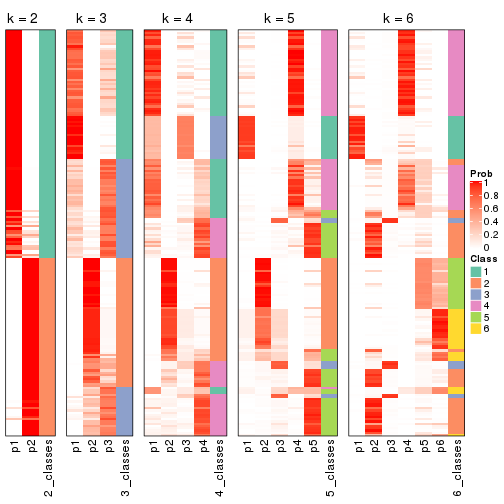 k = 2
k = 3
k = 4
k = 5
k = 6
Prob
1
0.8
0.6
0.4
0.2
0
Class
1
2
3
4
5
6
p1
p2
2_classes
p1
p2
p3
3_classes
p1
p2
p3
p4
4_classes
p1
p2
p3
p4
p5
5_classes
p1
p2
p3
p4
p5
p6
6_classes